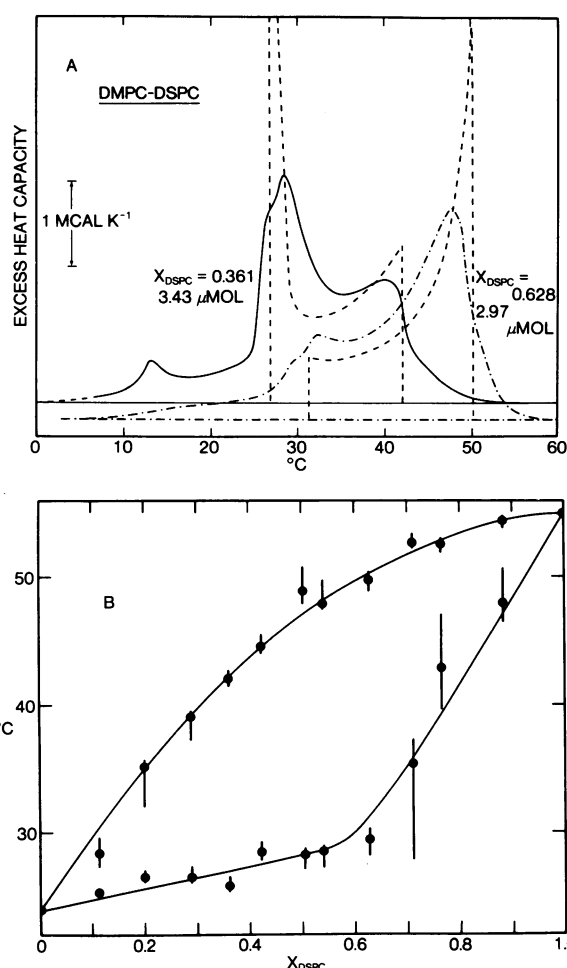 A
DMPC-DSPC
EXCESS HEAT CAPACITY
1 MCAL K⁻¹
X_DSPC = 0.361
3.43 μMOL
X_DSPC =
0.628
2.97
μMOL
0 10 20 30 40 50 60
°C
B
50
40
°C
30
0 0.2 0.4 0.6 0.8 1.
X_DSPC